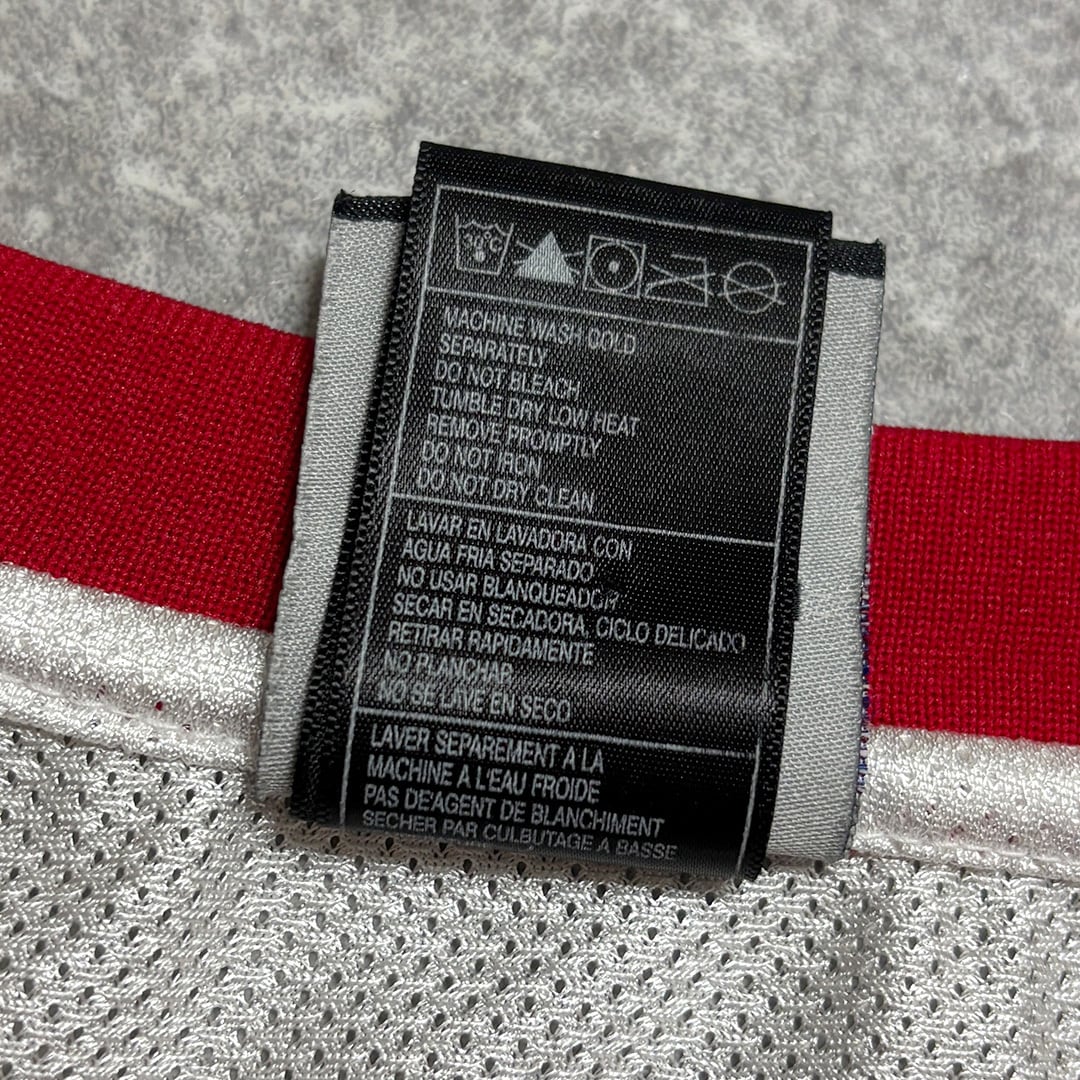 MACHINE WASH COLD
SEPARATELY
DO NOT BLEACH
TUMBLE DRY LOW HEAT
REMOVE PROMPTLY
DO NOT IRON
DO NOT DRY CLEAN
LAVAR EN LAVADORA CON
AGUA FRIA SEPARADO
NO USAR BLANQUEADOR
SECAR EN SECADORA, CICLO DELICADO
RETIRAR RAPIDAMENTE
NO PLANCHAR
NO SE LAVE EN SECO
LAVER SEPAREMENT A LA
MACHINE A L'EAU FROIDE
PAS DEAGENT DE BLANCHIMENT
SECHER PAR CULBUTAGE A BASSE